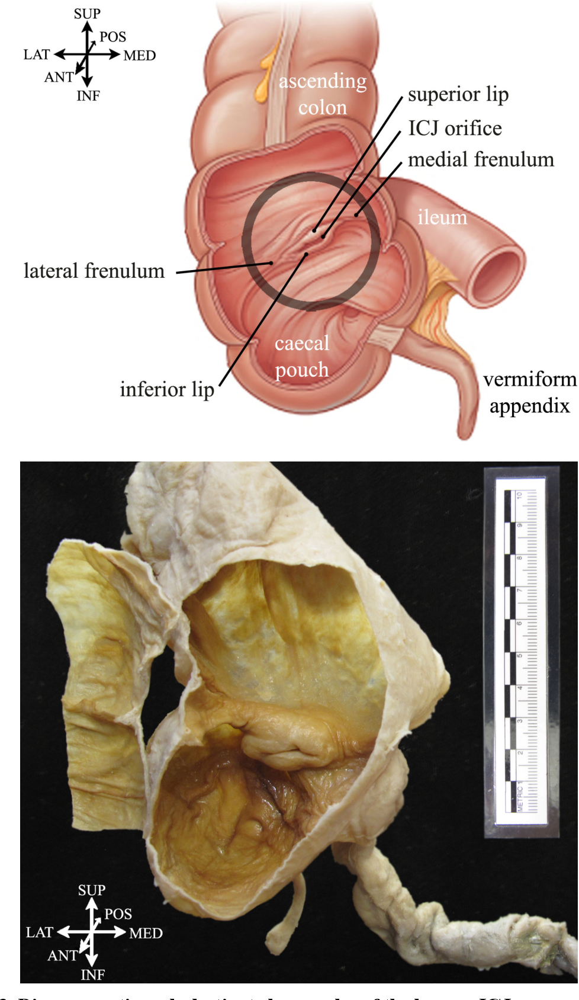 SUP
POS
LAT
MED
ANT
INF
ascending
colon
superior lip
ICJ orifice
medial frenulum
ileum
lateral frenulum
caecal
pouch
inferior lip
vermiform
appendix
10
9
8
7
6
5
4
3
2
METRIC 1
SUP
POS
LAT
MED
ANT
INF